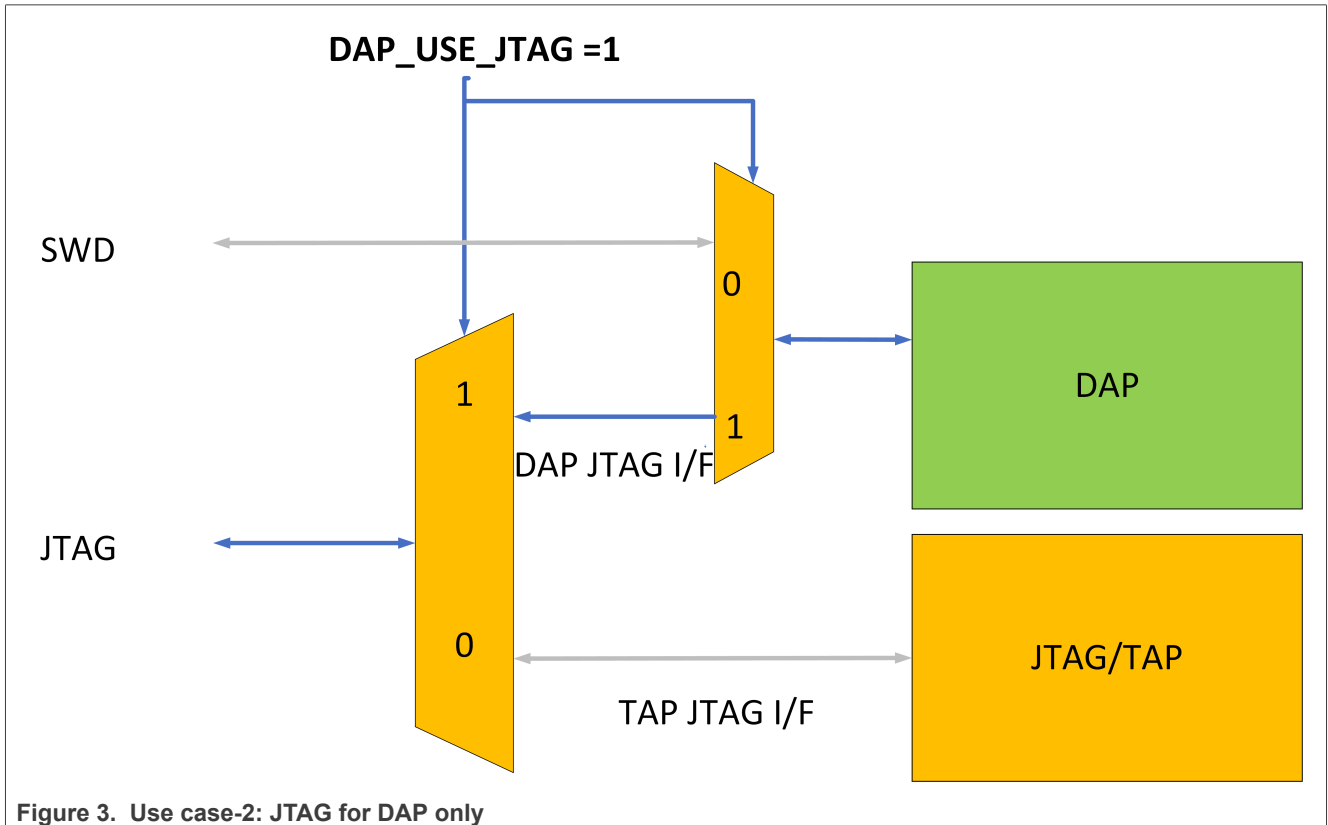 DAP_USE_JTAG =1
SWD
0
DAP
1
1
DAP JTAG I/F
JTAG
0
JTAG/TAP
TAP JTAG I/F
Figure 3. Use case-2: JTAG for DAP only